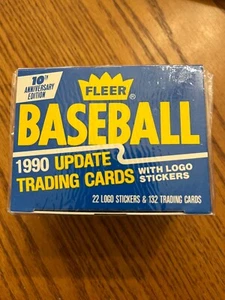 10TH
ANNIVERSARY
EDITION
FLEER®
BASEBALL
1990 UPDATE
TRADING CARDS
WITH LOGO
STICKERS
22 LOGO STICKERS & 132 TRADING CARDS